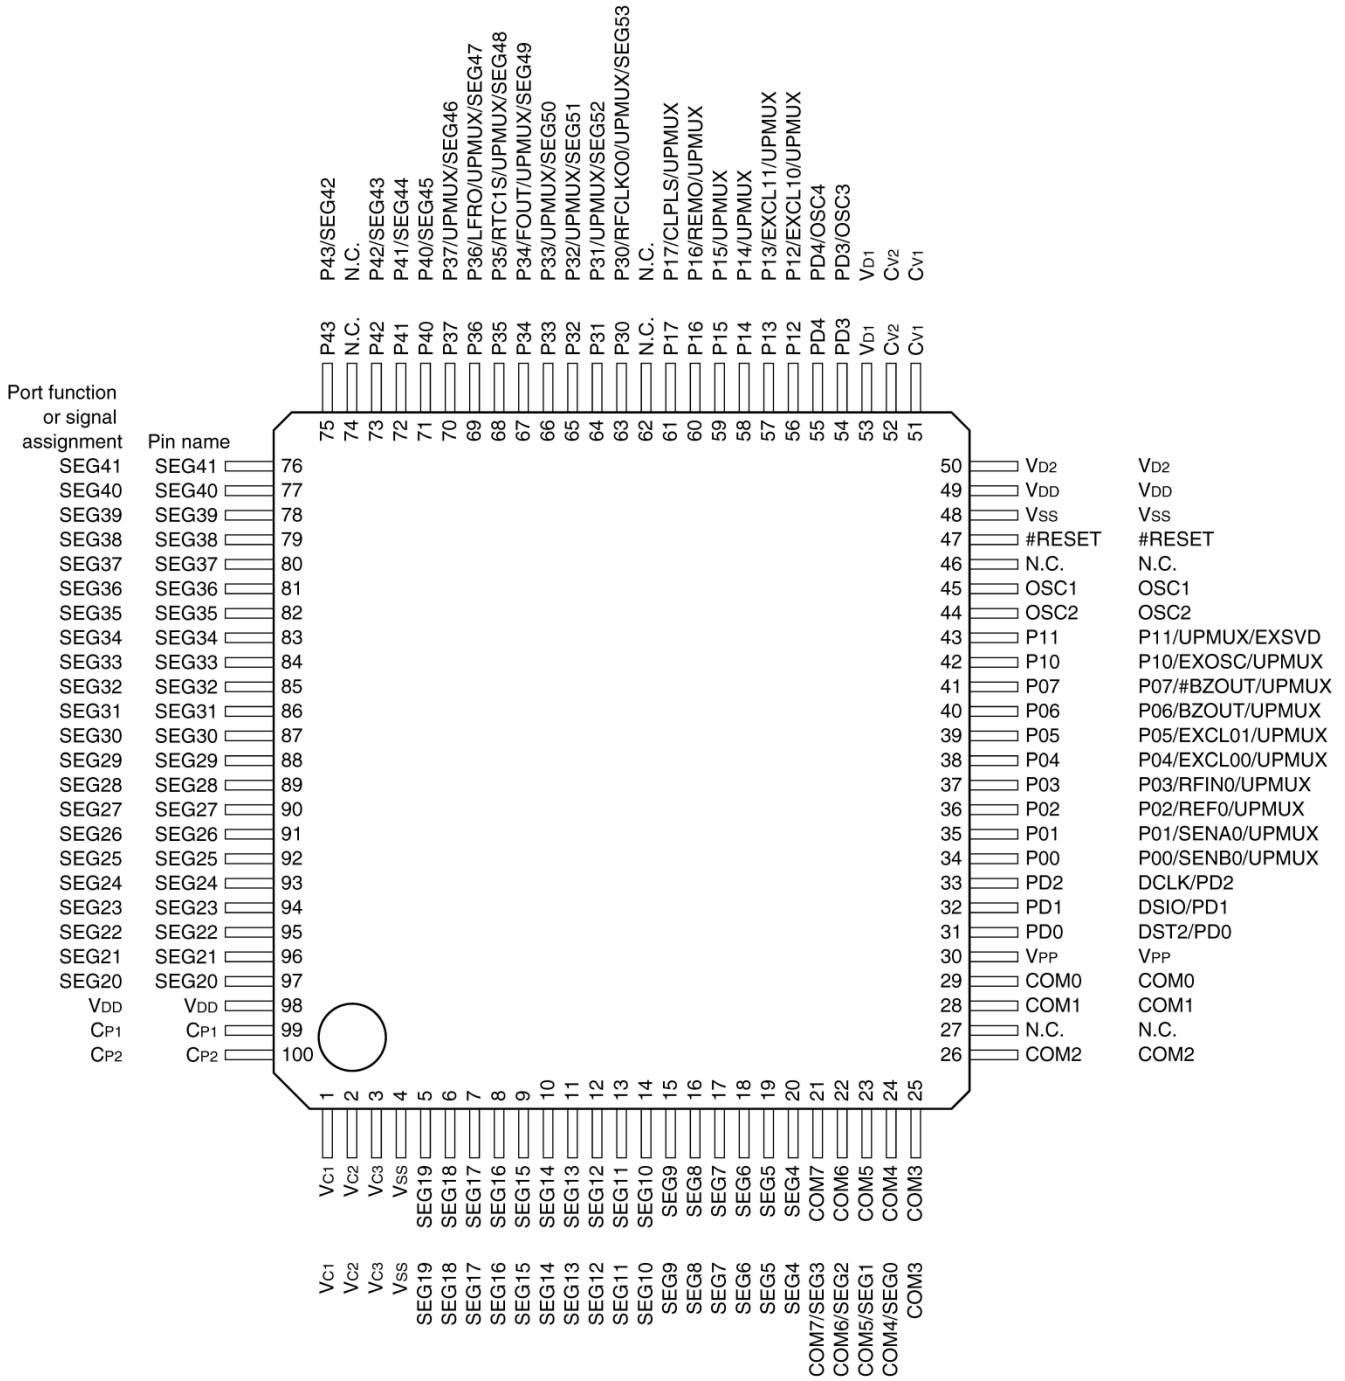 P43/SEG42
N.C.
P42/SEG43
P41/SEG44
P40/SEG45
P37/UPMUX/SEG46
P36/LFRO/UPMUX/SEG47
P35/RTC1S/UPMUX/SEG48
P34/FOUT/UPMUX/SEG49
P33/UPMUX/SEG50
P32/UPMUX/SEG51
P31/UPMUX/SEG52
P30/RFCLKO0/UPMUX/SEG53
N.C.
P17/CLPLS/UPMUX
P16/REMO/UPMUX
P15/UPMUX
P14/UPMUX
P13/EXCL11/UPMUX
P12/EXCL10/UPMUX
PD4/OSC4
PD3/OSC3
VD1
CV2
CV1
P43
N.C.
P42
P41
P40
P37
P36
P35
P34
P33
P32
P31
P30
N.C.
P17
P16
P15
P14
P13
P12
PD4
PD3
VD1
CV2
CV1
75
74
73
72
71
70
69
68
67
66
65
64
63
62
61
60
59
58
57
56
55
54
53
52
51
Port function
or signal
assignment Pin name
SEG41 SEG41 76
SEG40 SEG40 77
SEG39 SEG39 78
SEG38 SEG38 79
SEG37 SEG37 80
SEG36 SEG36 81
SEG35 SEG35 82
SEG34 SEG34 83
SEG33 SEG33 84
SEG32 SEG32 85
SEG31 SEG31 86
SEG30 SEG30 87
SEG29 SEG29 88
SEG28 SEG28 89
SEG27 SEG27 90
SEG26 SEG26 91
SEG25 SEG25 92
SEG24 SEG24 93
SEG23 SEG23 94
SEG22 SEG22 95
SEG21 SEG21 96
SEG20 SEG20 97
VDD VDD 98
CP1 CP1 99
CP2 CP2 100
50 VD2 VD2
49 VDD VDD
48 VSS VSS
47 #RESET #RESET
46 N.C. N.C.
45 OSC1 OSC1
44 OSC2 OSC2
43 P11 P11/UPMUX/EXSVD
42 P10 P10/EXOSC/UPMUX
41 P07 P07/#BZOUT/UPMUX
40 P06 P06/BZOUT/UPMUX
39 P05 P05/EXCL01/UPMUX
38 P04 P04/EXCL00/UPMUX
37 P03 P03/RFIN0/UPMUX
36 P02 P02/REF0/UPMUX
35 P01 P01/SENA0/UPMUX
34 P00 P00/SENB0/UPMUX
33 PD2 DCLK/PD2
32 PD1 DSIO/PD1
31 PD0 DST2/PD0
30 VPP VPP
29 COM0 COM0
28 COM1 COM1
27 N.C. N.C.
26 COM2 COM2
1
2
3
4
5
6
7
8
9
10
11
12
13
14
15
16
17
18
19
20
21
22
23
24
25
VC1
VC2
VC3
VSS
SEG19
SEG18
SEG17
SEG16
SEG15
SEG14
SEG13
SEG12
SEG11
SEG10
SEG9
SEG8
SEG7
SEG6
SEG5
SEG4
COM7
COM6
COM5
COM4
COM3
VC1
VC2
VC3
VSS
SEG19
SEG18
SEG17
SEG16
SEG15
SEG14
SEG13
SEG12
SEG11
SEG10
SEG9
SEG8
SEG7
SEG6
SEG5
SEG4
COM7/SEG3
COM6/SEG2
COM5/SEG1
COM4/SEG0
COM3